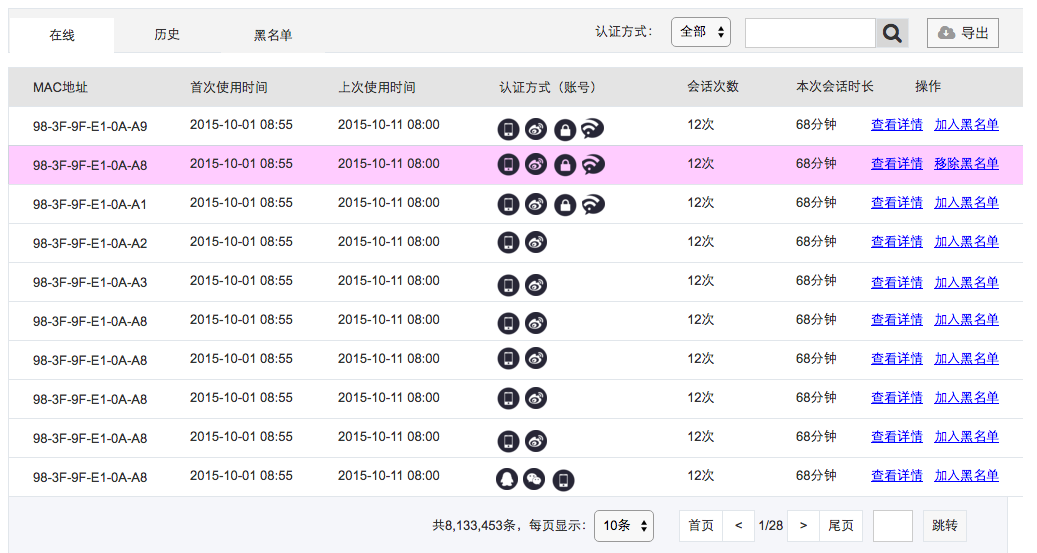 在线 历史 黑名单 认证方式： 全部 导出
MAC地址 首次使用时间 上次使用时间 认证方式（账号） 会话次数 本次会话时长 操作
98-3F-9F-E1-0A-A9 2015-10-01 08:55 2015-10-11 08:00 12次 68分钟 查看详情 加入黑名单
98-3F-9F-E1-0A-A8 2015-10-01 08:55 2015-10-11 08:00 12次 68分钟 查看详情 移除黑名单
98-3F-9F-E1-0A-A1 2015-10-01 08:55 2015-10-11 08:00 12次 68分钟 查看详情 加入黑名单
98-3F-9F-E1-0A-A2 2015-10-01 08:55 2015-10-11 08:00 12次 68分钟 查看详情 加入黑名单
98-3F-9F-E1-0A-A3 2015-10-01 08:55 2015-10-11 08:00 12次 68分钟 查看详情 加入黑名单
98-3F-9F-E1-0A-A8 2015-10-01 08:55 2015-10-11 08:00 12次 68分钟 查看详情 加入黑名单
98-3F-9F-E1-0A-A8 2015-10-01 08:55 2015-10-11 08:00 12次 68分钟 查看详情 加入黑名单
98-3F-9F-E1-0A-A8 2015-10-01 08:55 2015-10-11 08:00 12次 68分钟 查看详情 加入黑名单
98-3F-9F-E1-0A-A8 2015-10-01 08:55 2015-10-11 08:00 12次 68分钟 查看详情 加入黑名单
98-3F-9F-E1-0A-A8 2015-10-01 08:55 2015-10-11 08:00 12次 68分钟 查看详情 加入黑名单
共8,133,453条，每页显示： 10条 首页 < 1/28 > 尾页 跳转